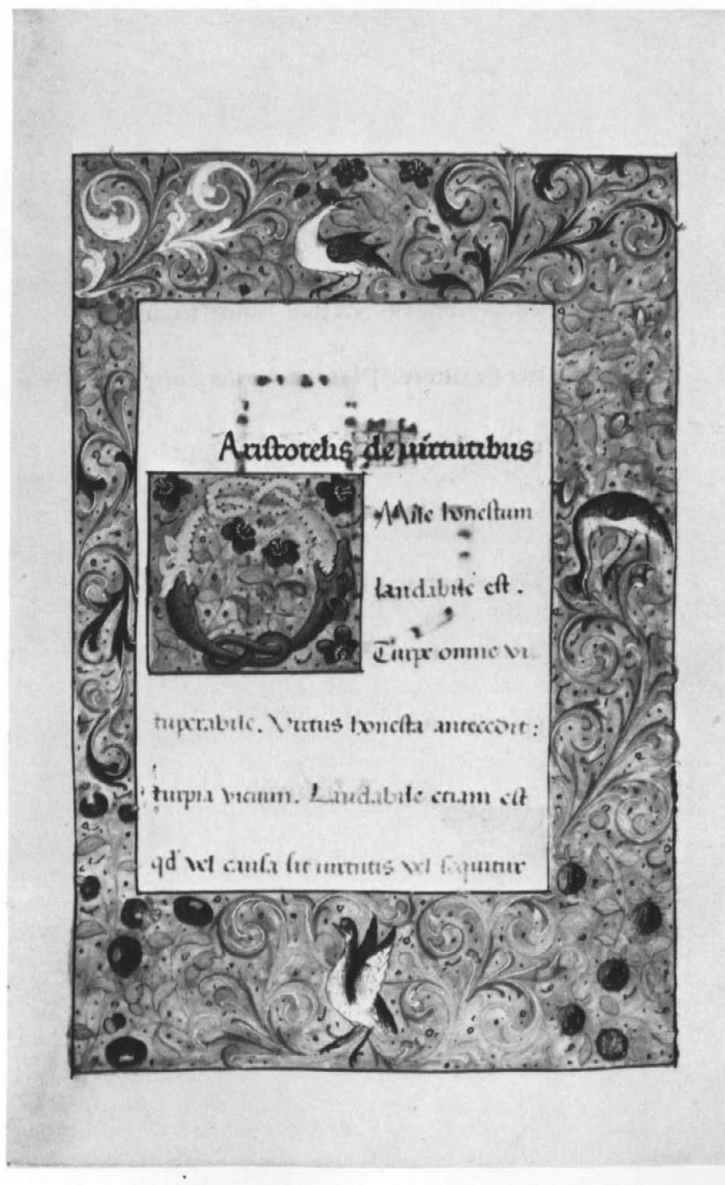 Aristotelis de uirtutibus
OMne honestum
laudabile est.
Turpe omne vi
tuperabile. Virtus honesta antecedit:
turpia vicium. Laudabile etiam est
qd vel causa sit uirtutis vel sequitur